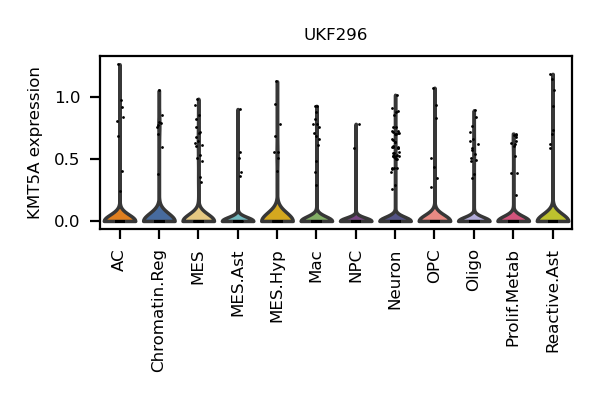 UKF296
KMT5A expression
1.0
0.5
0.0
AC
Chromatin.Reg
MES
MES.Ast
MES.Hyp
Mac
NPC
Neuron
OPC
Oligo
Prolif.Metab
Reactive.Ast